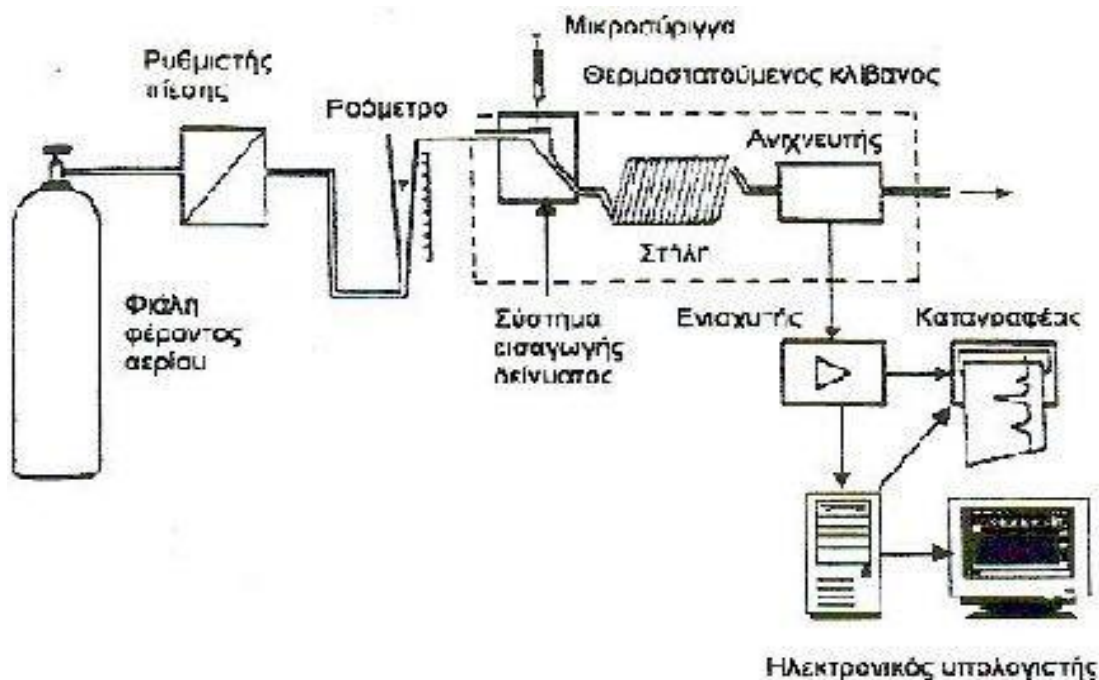 Μικροσύριγγα
Ρυθμιστής
πίεσης
Θερμοστατούμενος κλίβανος
Ροόμετρο
Ανιχνευτής
Στήλη
Φιάλη
φέροντος
αερίου
Σύστημα
εισαγωγής
δείγματος
Ενισχυτής
Καταγραφέας
Ηλεκτρονικός υπολογιστής